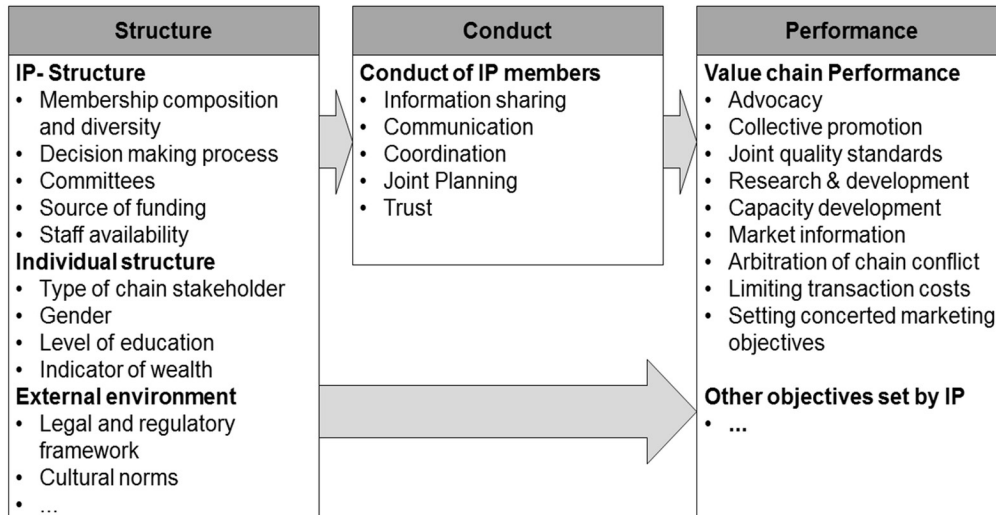 Structure
IP- Structure
• Membership composition
and diversity
• Decision making process
• Committees
• Source of funding
• Staff availability
Individual structure
• Type of chain stakeholder
• Gender
• Level of education
• Indicator of wealth
External environment
• Legal and regulatory
framework
• Cultural norms
• ...
Conduct
Conduct of IP members
• Information sharing
• Communication
• Coordination
• Joint Planning
• Trust
Performance
Value chain Performance
• Advocacy
• Collective promotion
• Joint quality standards
• Research & development
• Capacity development
• Market information
• Arbitration of chain conflict
• Limiting transaction costs
• Setting concerted marketing
objectives
Other objectives set by IP
• ...